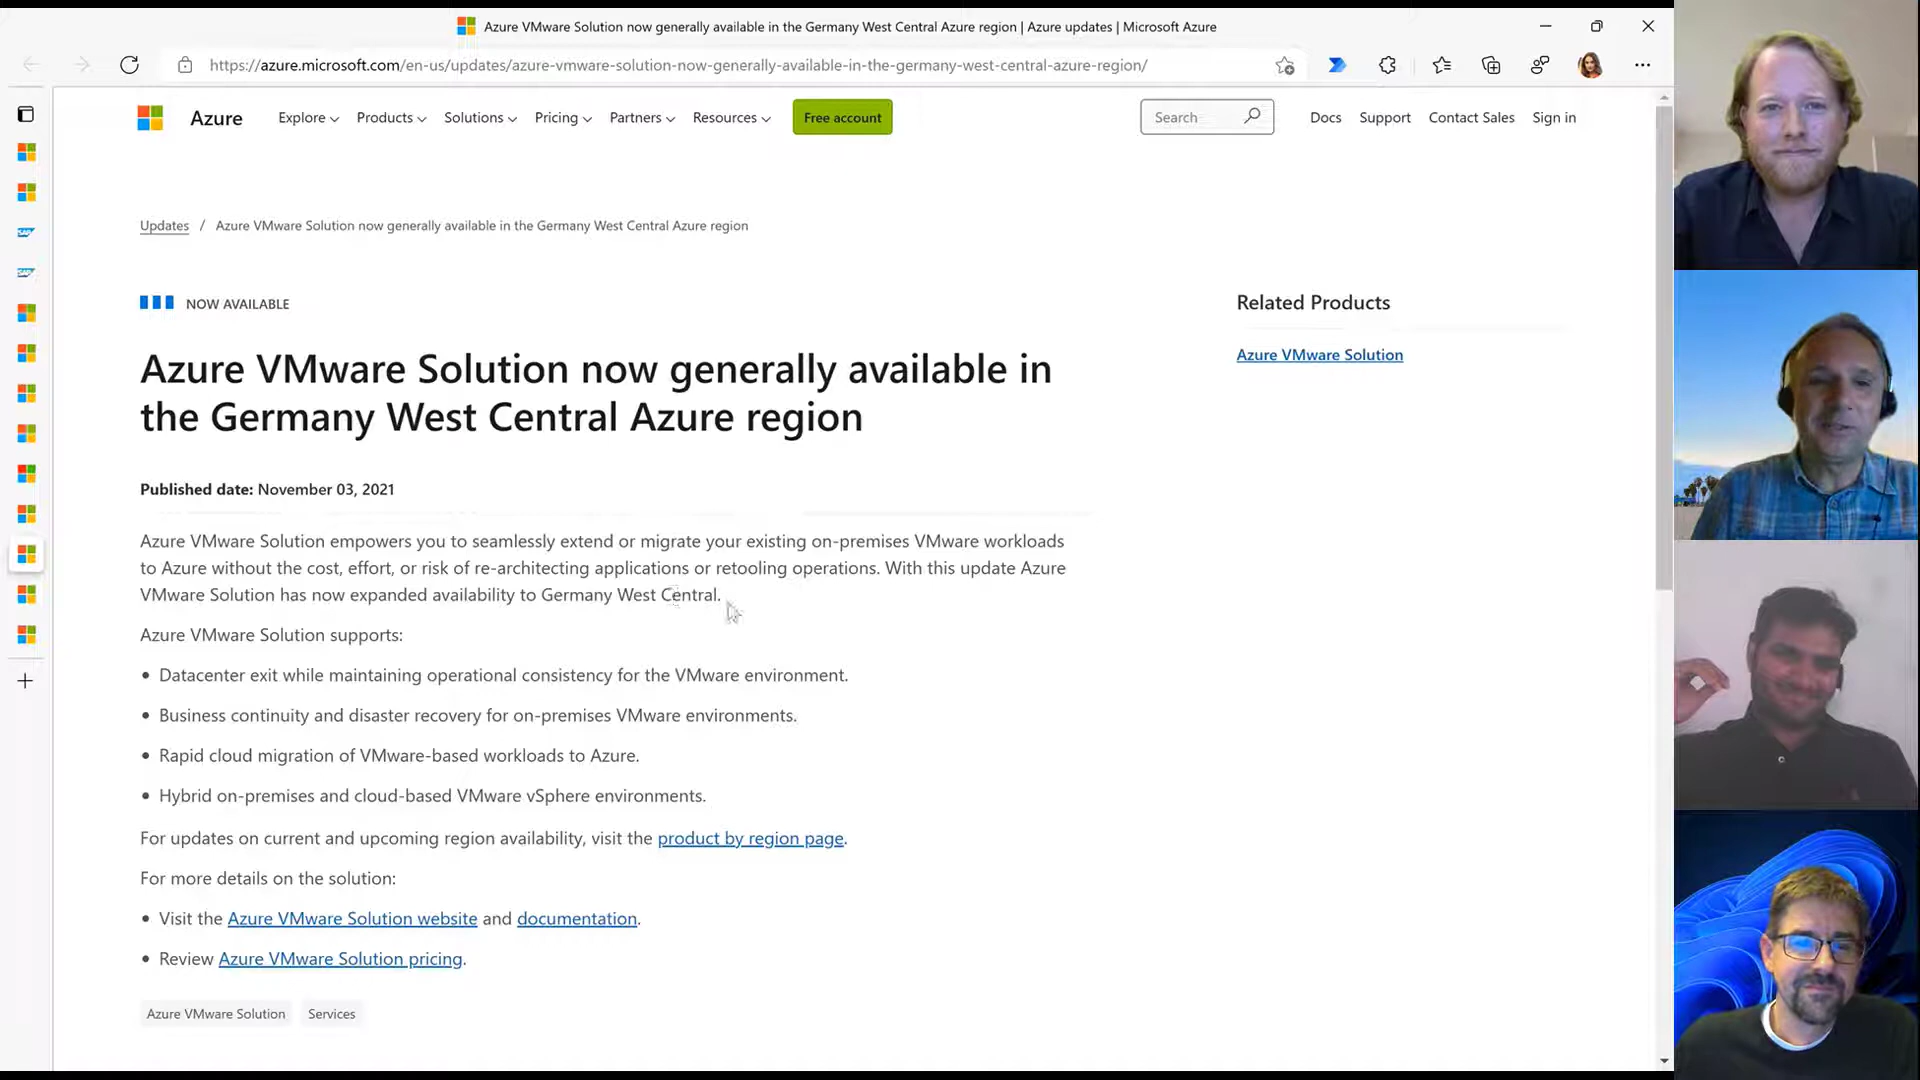 Azure VMware Solution now generally available in the Germany West Central Azure region | Azure updates | Microsoft Azure
https://azure.microsoft.com/en-us/updates/azure-vmware-solution-now-generally-available-in-the-germany-west-central-azure-region/
Azure Explore Products Solutions Pricing Partners Resources Free account Search Docs Support Contact Sales Sign in
Updates / Azure VMware Solution now generally available in the Germany West Central Azure region
NOW AVAILABLE
Azure VMware Solution now generally available in
the Germany West Central Azure region
Published date: November 03, 2021
Azure VMware Solution empowers you to seamlessly extend or migrate your existing on-premises VMware workloads
to Azure without the cost, effort, or risk of re-architecting applications or retooling operations. With this update Azure
VMware Solution has now expanded availability to Germany West Central.
Azure VMware Solution supports:
• Datacenter exit while maintaining operational consistency for the VMware environment.
• Business continuity and disaster recovery for on-premises VMware environments.
• Rapid cloud migration of VMware-based workloads to Azure.
• Hybrid on-premises and cloud-based VMware vSphere environments.
For updates on current and upcoming region availability, visit the product by region page.
For more details on the solution:
• Visit the Azure VMware Solution website and documentation.
• Review Azure VMware Solution pricing.
Azure VMware Solution Services
Related Products
Azure VMware Solution
SAP
SAP